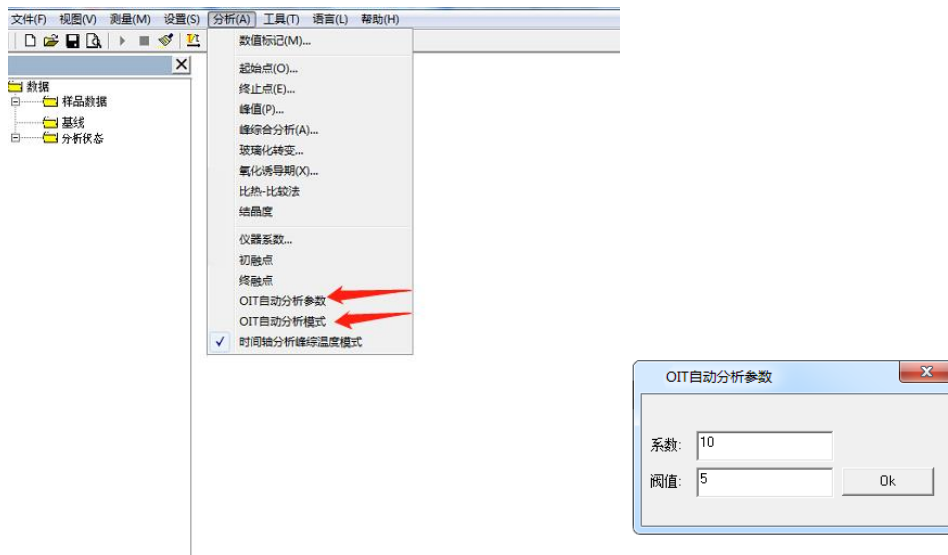 文件(F) 视图(V) 测量(M) 设置(S) 分析(A) 工具(T) 语言(L) 帮助(H)
数值标记(M)...
起始点(O)...
终止点(E)...
峰值(P)...
峰综合分析(A)...
玻璃化转变...
氧化诱导期(X)...
比热-比较法
结晶度
仪器系数...
初融点
终融点
OIT自动分析参数
OIT自动分析模式
时间轴分析峰综温度模式
数据
样品数据
基线
分析状态
OIT自动分析参数
系数: 10
阀值: 5
Ok